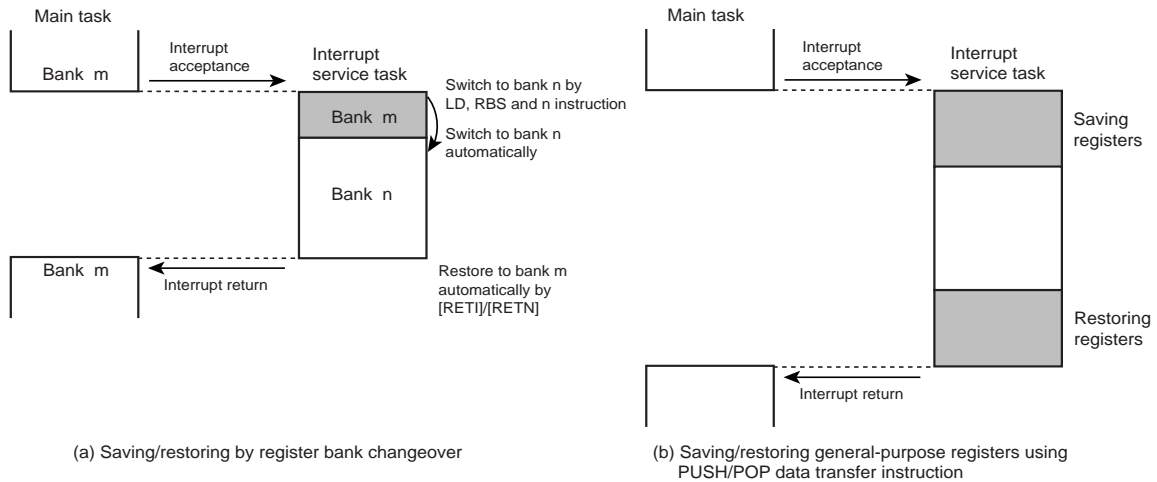 Main task
Bank m
Interrupt
acceptance
Interrupt
service task
Bank m
Switch to bank n by
LD, RBS and n instruction
Switch to bank n
automatically
Bank n
Bank m
Interrupt return
Restore to bank m
automatically by
[RETI]/[RETN]
(a) Saving/restoring by register bank changeover
Main task
Interrupt
acceptance
Interrupt
service task
Saving
registers
Restoring
registers
Interrupt return
(b) Saving/restoring general-purpose registers using
PUSH/POP data transfer instruction